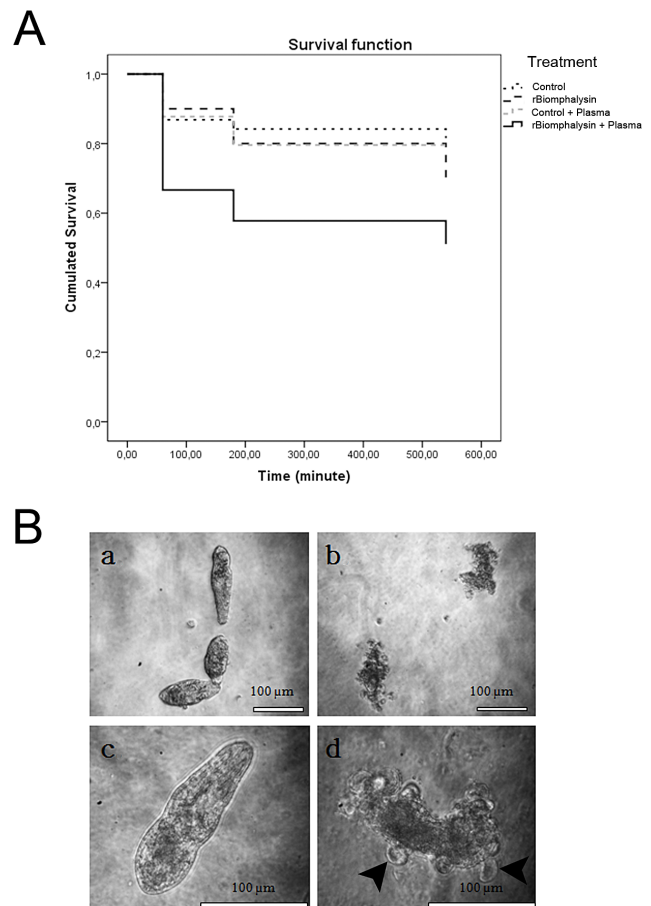 A
Survival function
Treatment
Control
rBiomphalysin
Control + Plasma
rBiomphalysin + Plasma
1,0
0,8
0,6
0,4
0,2
0,0
Cumulated Survival
0,00 100,00 200,00 300,00 400,00 500,00 600,00
Time (minute)
B
a
100 µm
b
100 µm
c
100 µm
d
100 µm